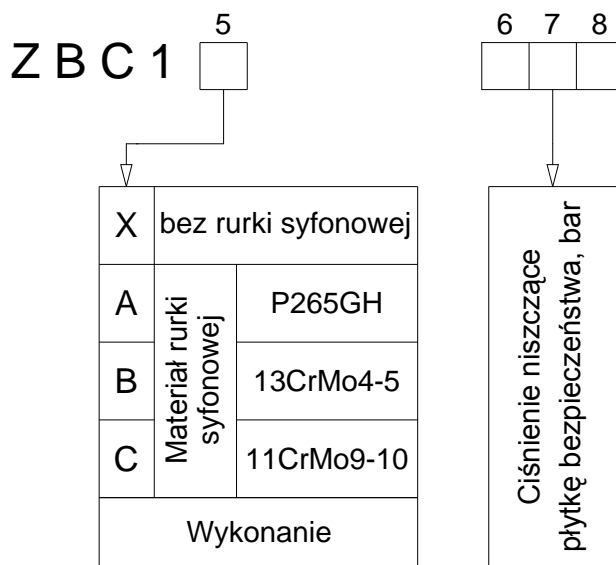 5
6 7 8
Z B C 1
X bez rurki syfonowej
A P265GH
Materiał rurki
syfonowej
B 13CrMo4-5
C 11CrMo9-10
Wykonanie
Ciśnienie niszczące
płytkę bezpieczeństwa, bar